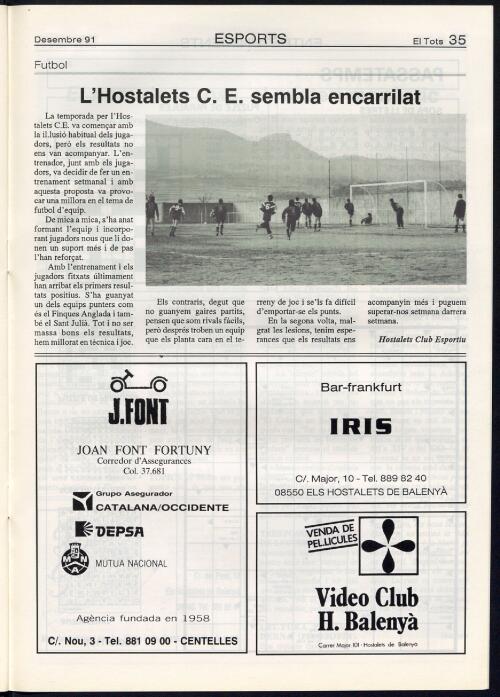 Desembre 91
ESPORTS
El Tots 35
Futbol
L'Hostalets C. E. sembla encarrilat
La temporada per l'Hos-
talets C.E. va començar amb
la il.lusió habitual dels juga-
dors, però els resultats no
ens van acompanyar. L'en-
trenador, junt amb els juga-
dors, va decidir de fer un en-
trenament setmanal i amb
aquesta proposta va provo-
car una millora en el tema de
futbol d'equip.
De mica a mica, s'ha anat
formant l'equip i incorpo-
rant jugadors nous que li do-
nen un suport més i de pas
l'han reforçat.
Amb l'entrenament i els
jugadors fitxats últimament
han arribat els primers resul-
tats positius. S'ha guanyat
un dels equips punters com
és el Finques Anglada i tam-
bé el Sant Julià. Tot i no ser
massa bons els resultats,
hem millorat en tècnica i joc.
Els contraris, degut que
no guanyem gaires partits,
pensen que som rivals fàcils,
però després troben un equip
que els planta cara en el te-
rreny de joc i se'ls fa difícil
d'emportar-se els punts.
En la segona volta, mal-
grat les lesions, tenim espe-
rances que els resultats ens
acompanyin més i puguem
superar-nos setmana darrera
setmana.
Hostalets Club Esportiu
J.FONT
JOAN FONT FORTUNY
Corredor d'Assegurances
Col. 37.681
Grupo Asegurador
CATALANA/OCCIDENTE
DEPSA
MUTUA NACIONAL
Agència fundada en 1958
C/. Nou, 3 - Tel. 881 09 00 - CENTELLES
Bar-frankfurt
IRIS
C/. Major, 10 - Tel. 889 82 40
08550 ELS HOSTALETS DE BALENYÀ
VENDA DE
PEL·LICULES
Video Club
H. Balenyà
Carrer Major 101 · Hostalets de Balenyà